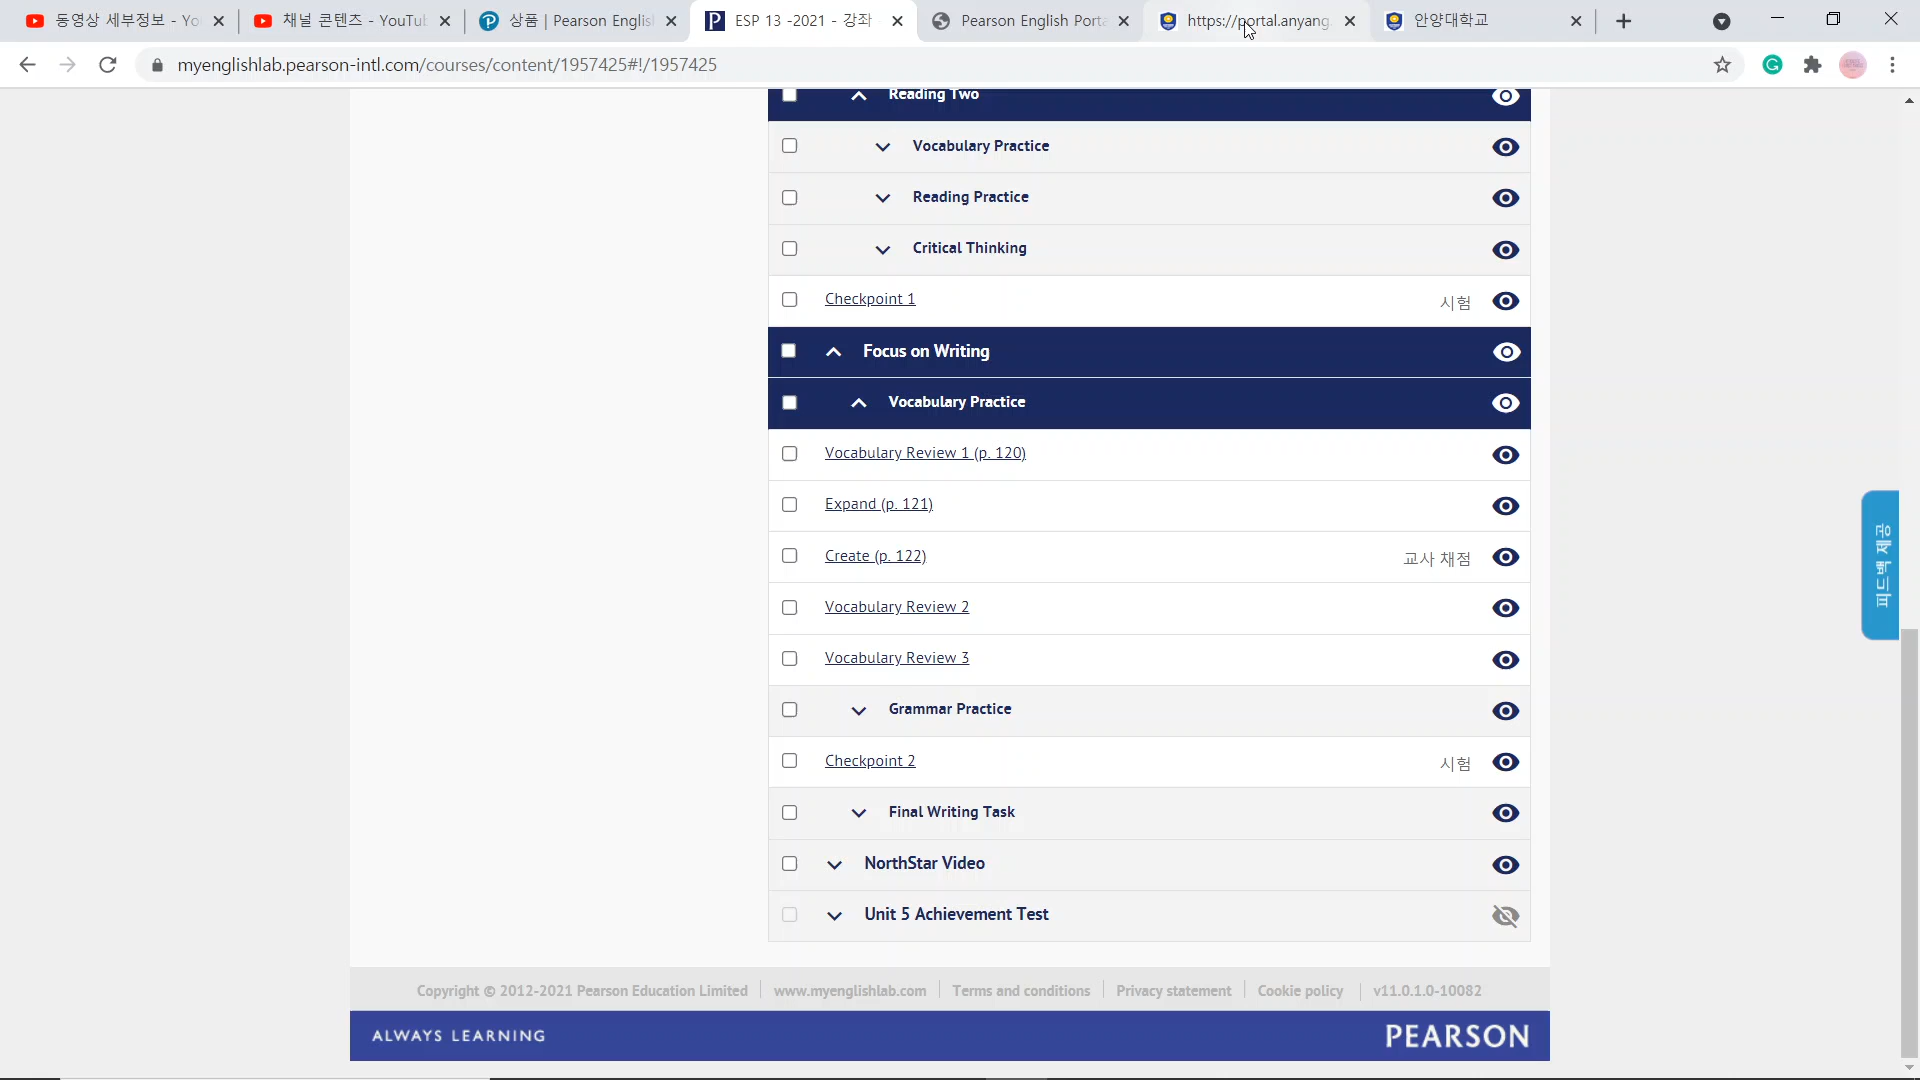 동영상 세부정보 - Yo
채널 콘텐츠 - YouTu
상품 | Pearson Englis
ESP 13 -2021 - 강좌
Pearson English Porta
https://portal.anyang.
안양대학교
myenglishlab.pearson-intl.com/courses/content/1957425#!/1957425
Reading Two
Vocabulary Practice
Reading Practice
Critical Thinking
Checkpoint 1 시험
Focus on Writing
Vocabulary Practice
Vocabulary Review 1 (p. 120)
Expand (p. 121)
Create (p. 122) 교사 채점
Vocabulary Review 2
Vocabulary Review 3
Grammar Practice
Checkpoint 2 시험
Final Writing Task
NorthStar Video
Unit 5 Achievement Test
피드백 제공
Copyright © 2012-2021 Pearson Education Limited | www.myenglishlab.com | Terms and conditions | Privacy statement | Cookie policy | v11.0.1.0-10082
ALWAYS LEARNING PEARSON